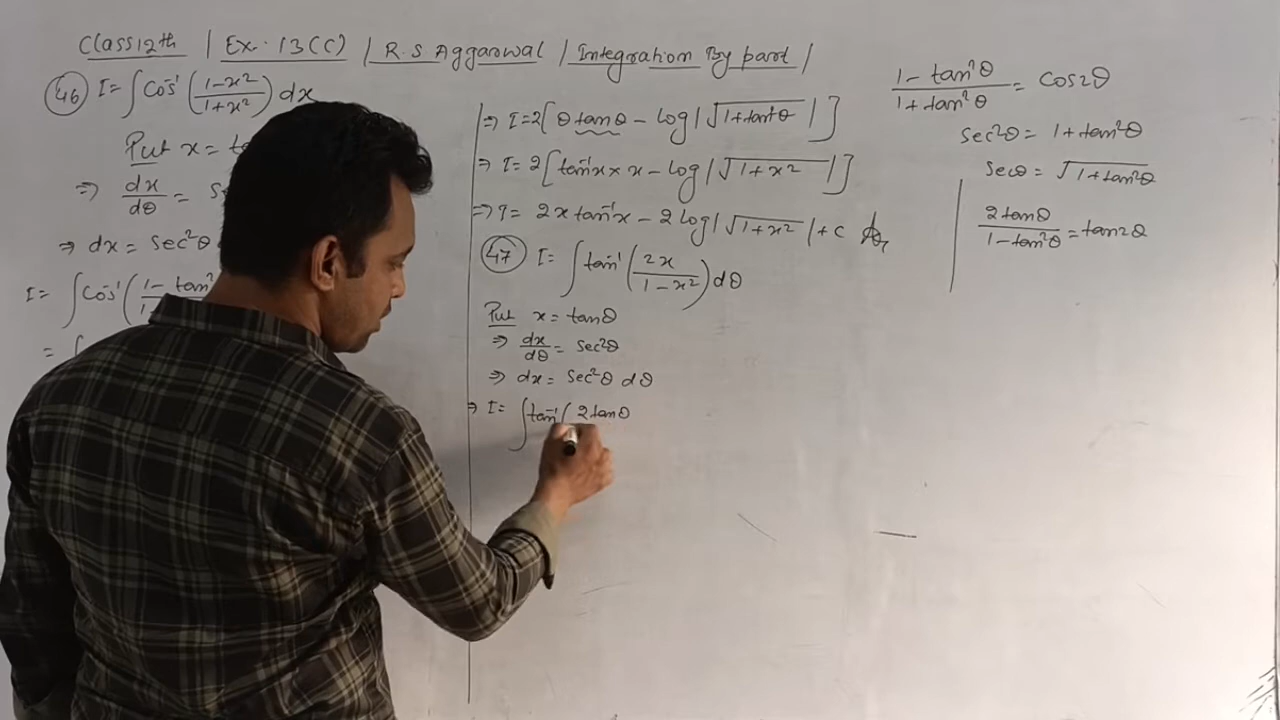 Class 12th | Ex. 13(C) | R.S Aggarwal | Integration By part |
(46) I = ∫ Cos⁻¹ (1-x²/1+x²) dx
Put x =
⇒ dx/dθ =
⇒ dx = Sec²θ
I = ∫ Cos⁻¹ (1- tan²
=
⇒ I = 2[θ tanθ - log|√1+tan²θ|]
⇒ I = 2[tan⁻¹x × x - log|√1+x²|]
⇒ I = 2x tan⁻¹x - 2 log|√1+x²| + C Ans
(47) I = ∫ tan⁻¹ (2x/1-x²) dθ
Put x = tanθ
⇒ dx/dθ = Sec²θ
⇒ dx = Sec²θ dθ
⇒ I = ∫ tan⁻¹ ( 2tanθ
1- tan²θ/1+tan²θ = Cos2θ
Sec²θ = 1+tan²θ
Secθ = √1+tan²θ
2tanθ/1-tan²θ = tan2θ